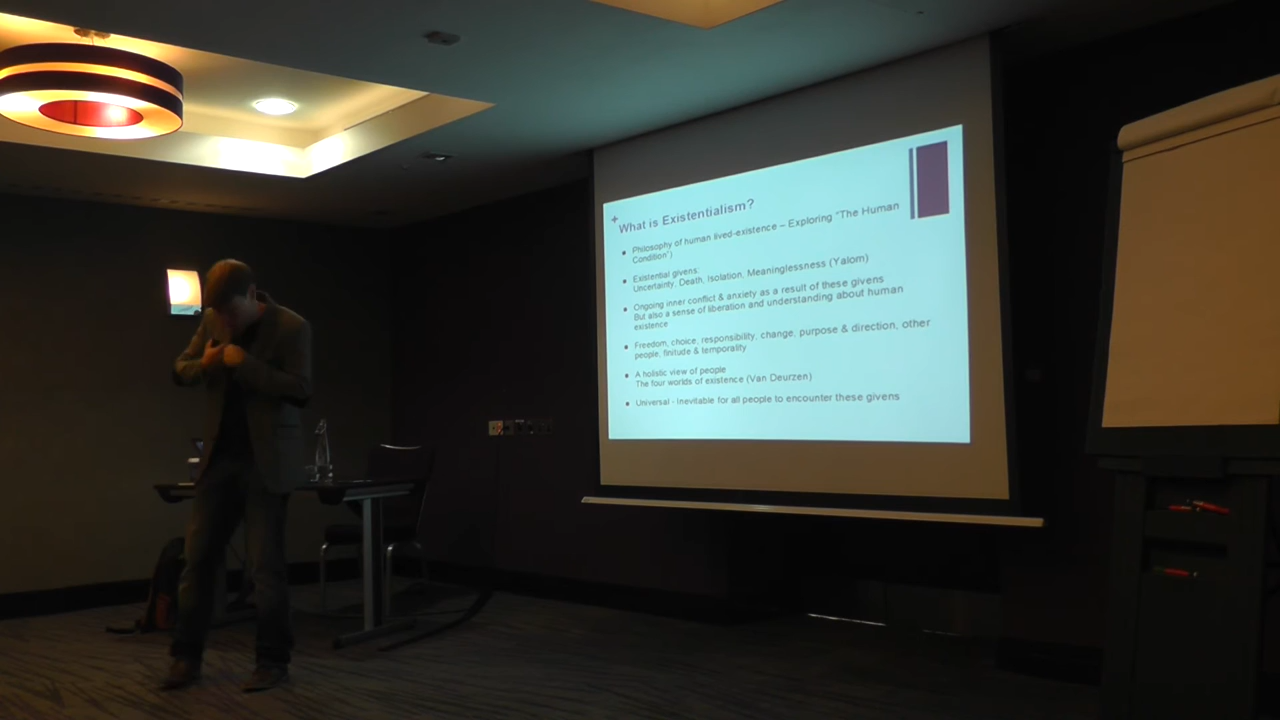 +
What is Existentialism?
• Philosophy of human lived-existence – Exploring "The Human
Condition")
• Existential givens:
Uncertainty, Death, Isolation, Meaninglessness (Yalom)
• Ongoing inner conflict & anxiety as a result of these givens
But also a sense of liberation and understanding about human
existence
• Freedom, choice, responsibility, change, purpose & direction, other
people, finitude & temporality
• A holistic view of people
The four worlds of existence (Van Deurzen)
• Universal - Inevitable for all people to encounter these givens